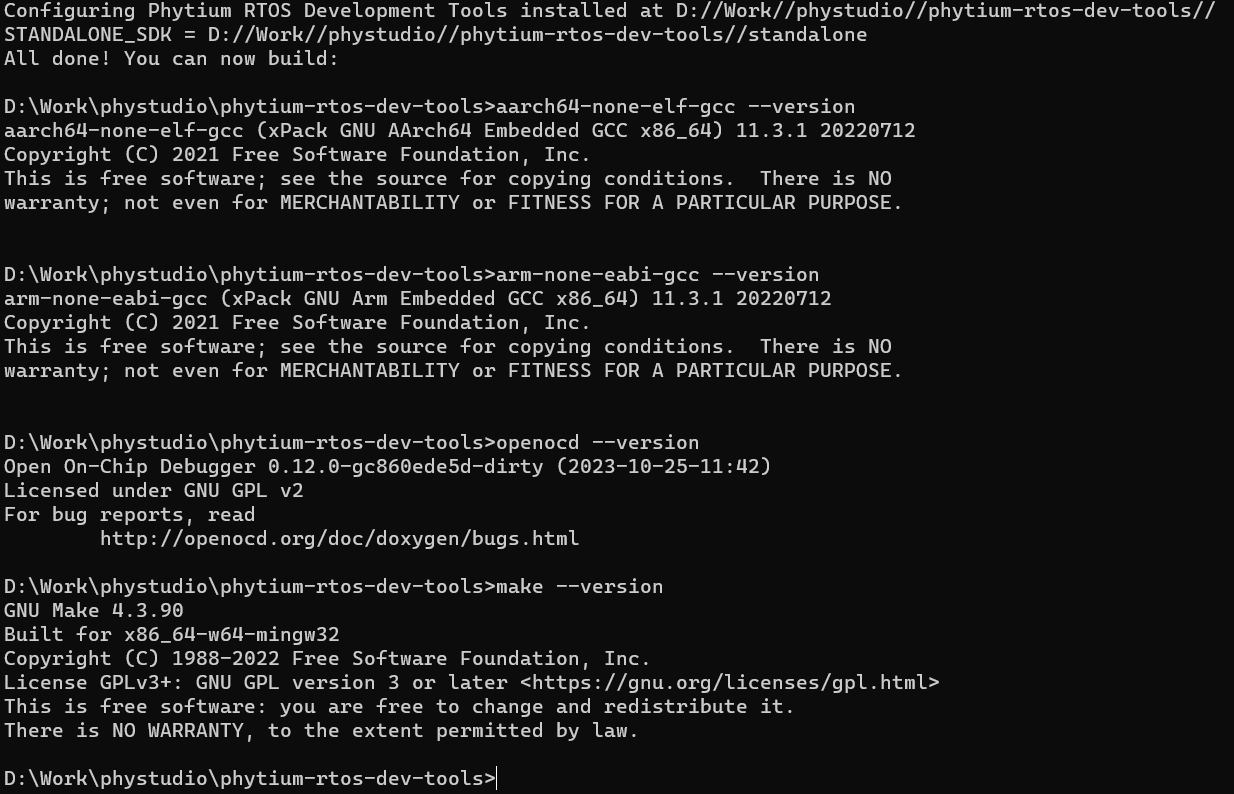 Configuring Phytium RTOS Development Tools installed at D://Work//phystudio//phytium-rtos-dev-tools//
STANDALONE_SDK = D://Work//phystudio//phytium-rtos-dev-tools//standalone
All done! You can now build:
D:\Work\phystudio\phytium-rtos-dev-tools>aarch64-none-elf-gcc --version
aarch64-none-elf-gcc (xPack GNU AArch64 Embedded GCC x86_64) 11.3.1 20220712
Copyright (C) 2021 Free Software Foundation, Inc.
This is free software; see the source for copying conditions.  There is NO
warranty; not even for MERCHANTABILITY or FITNESS FOR A PARTICULAR PURPOSE.
D:\Work\phystudio\phytium-rtos-dev-tools>arm-none-eabi-gcc --version
arm-none-eabi-gcc (xPack GNU Arm Embedded GCC x86_64) 11.3.1 20220712
Copyright (C) 2021 Free Software Foundation, Inc.
This is free software; see the source for copying conditions.  There is NO
warranty; not even for MERCHANTABILITY or FITNESS FOR A PARTICULAR PURPOSE.
D:\Work\phystudio\phytium-rtos-dev-tools>openocd --version
Open On-Chip Debugger 0.12.0-gc860ede5d-dirty (2023-10-25-11:42)
Licensed under GNU GPL v2
For bug reports, read
        http://openocd.org/doc/doxygen/bugs.html
D:\Work\phystudio\phytium-rtos-dev-tools>make --version
GNU Make 4.3.90
Built for x86_64-w64-mingw32
Copyright (C) 1988-2022 Free Software Foundation, Inc.
License GPLv3+: GNU GPL version 3 or later <https://gnu.org/licenses/gpl.html>
This is free software: you are free to change and redistribute it.
There is NO WARRANTY, to the extent permitted by law.
D:\Work\phystudio\phytium-rtos-dev-tools>